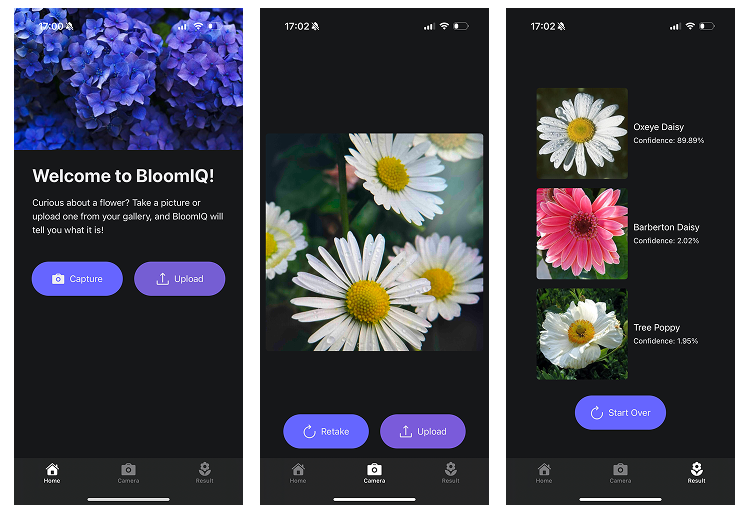 17:00
Welcome to BloomIQ!
Curious about a flower? Take a picture or
upload one from your gallery, and BloomIQ will
tell you what it is!
Capture
Upload
Home
Camera
Result
17:02
Retake
Upload
Home
Camera
Result
17:02
Oxeye Daisy
Confidence: 89.89%
Barberton Daisy
Confidence: 2.02%
Tree Poppy
Confidence: 1.95%
Start Over
Home
Camera
Result